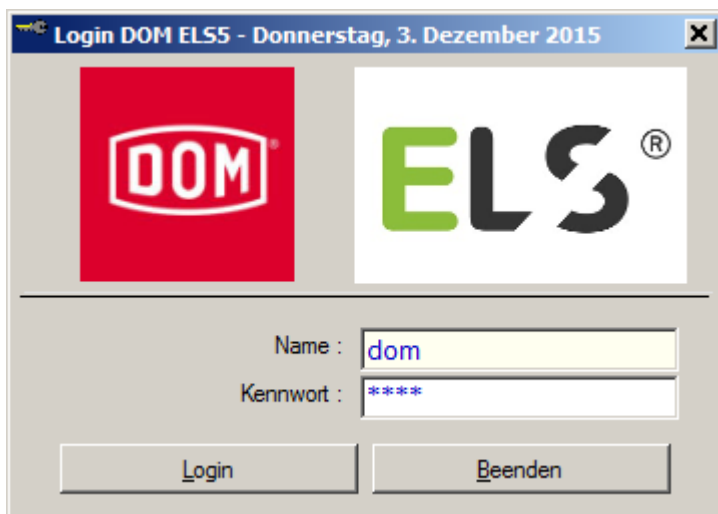 Login DOM ELS5 - Donnerstag, 3. Dezember 2015
DOM® ELS®
Name : dom
Kennwort : ****
Login Beenden